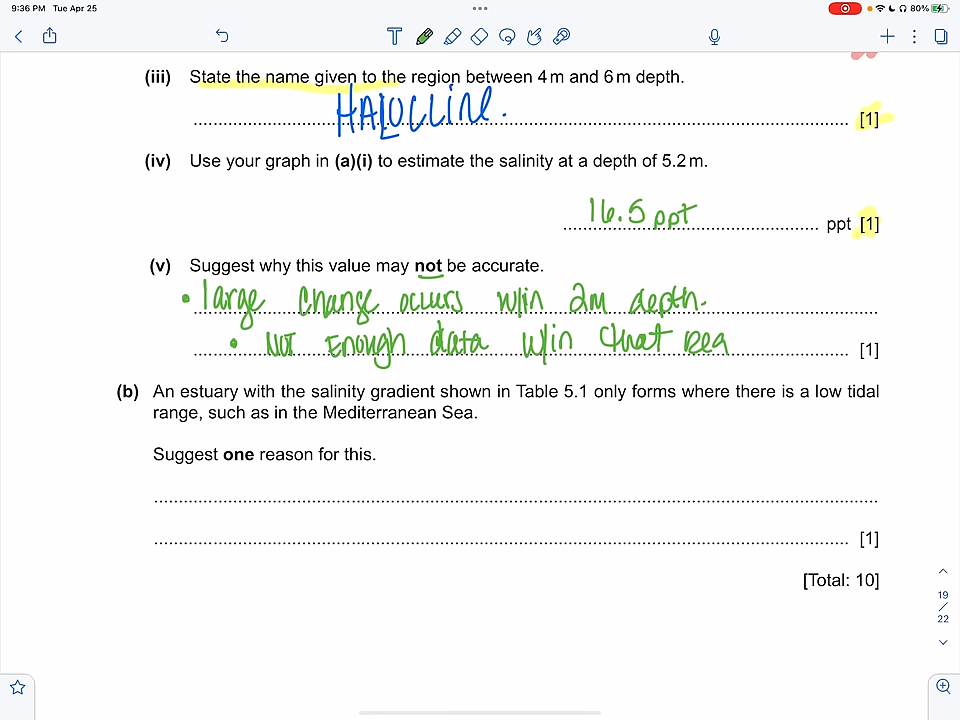 9:36 PM Tue Apr 25
80%
(iii) State the name given to the region between 4 m and 6 m depth.
HALOCLINE.
[1]
(iv) Use your graph in (a)(i) to estimate the salinity at a depth of 5.2 m.
16.5 ppt
ppt [1]
(v) Suggest why this value may not be accurate.
• large change occurs w/in 2m depth.
• NOT Enough data w/in that
[1]
(b) An estuary with the salinity gradient shown in Table 5.1 only forms where there is a low tidal
range, such as in the Mediterranean Sea.
Suggest one reason for this.
[1]
[Total: 10]
19
/
22